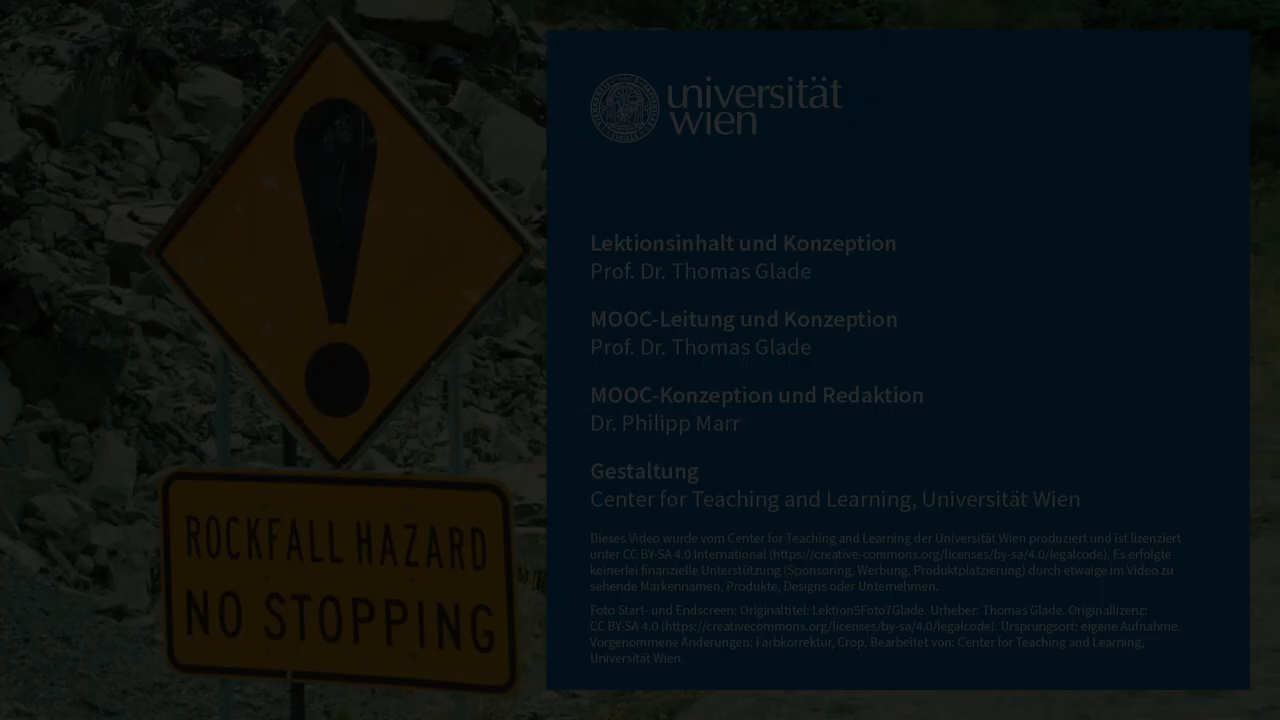 ROCKFALL HAZARD
NO STOPPING
universität
wien
Lektionsinhalt und Konzeption
Prof. Dr. Thomas Glade
MOOC-Leitung und Konzeption
Prof. Dr. Thomas Glade
MOOC-Konzeption und Redaktion
Dr. Philipp Marr
Gestaltung
Center for Teaching and Learning, Universität Wien
Dieses Video wurde vom Center for Teaching and Learning der Universität Wien produziert und ist lizenziert
unter CC BY-SA 4.0 International (https://creative-commons.org/licenses/by-sa/4.0/legalcode). Es erfolgte
keinerlei finanzielle Unterstützung (Sponsoring, Werbung, Produktplatzierung) durch etwaige im Video zu
sehende Markennamen, Produkte, Designs oder Unternehmen.
Foto Start- und Endscreen: Originaltitel: Lektion5Foto7Glade. Urheber: Thomas Glade. Originallizenz:
CC BY-SA 4.0 (https://creativecommons.org/licenses/by-sa/4.0/legalcode). Ursprungsort: eigene Aufnahme.
Vorgenommene Änderungen: Farbkorrektur, Crop. Bearbeitet von: Center for Teaching and Learning,
Universität Wien.